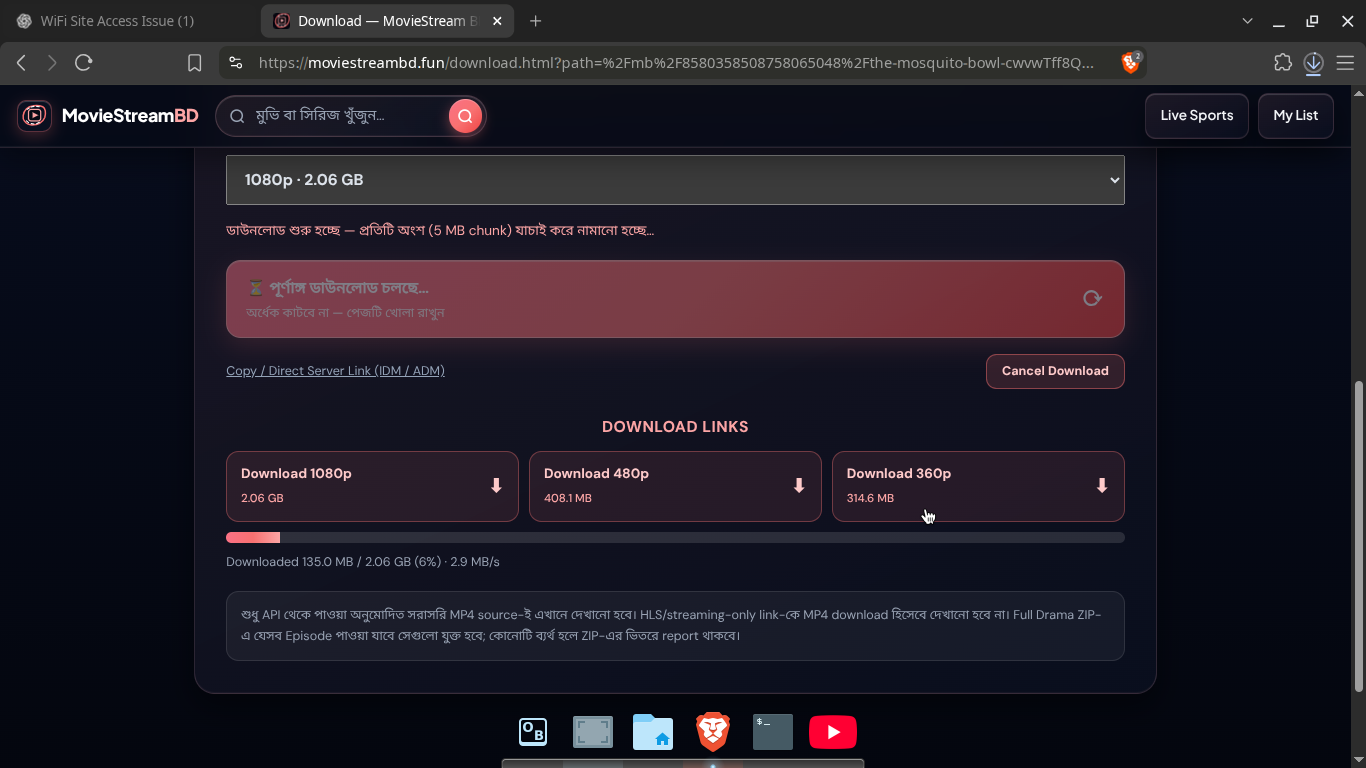 WiFi Site Access Issue (1)
Download — MovieStream B
https://moviestreambd.fun/download.html?path=%2Fmb%2F8580358508758065048%2Fthe-mosquito-bowl-cwvwTff8Q...
2
MovieStreamBD
মুভি বা সিরিজ খুঁজুন...
Live Sports
My List
1080p · 2.06 GB
ডাউনলোড শুরু হচ্ছে — প্রতিটি অংশ (5 MB chunk) যাচাই করে নামানো হচ্ছে...
⏳ পূর্ণাঙ্গ ডাউনলোড চলছে...
অর্ধেক কাটবে না — পেজটি খোলা রাখুন
Copy / Direct Server Link (IDM / ADM)
Cancel Download
DOWNLOAD LINKS
Download 1080p
2.06 GB
Download 480p
408.1 MB
Download 360p
314.6 MB
Downloaded 135.0 MB / 2.06 GB (6%) · 2.9 MB/s
শুধু API থেকে পাওয়া অনুমোদিত সরাসরি MP4 source-ই এখানে দেখানো হবে। HLS/streaming-only link-কে MP4 download হিসেবে দেখানো হবে না। Full Drama ZIP-
এ যেসব Episode পাওয়া যাবে সেগুলো যুক্ত হবে; কোনোটি ব্যর্থ হলে ZIP-এর ভিতরে report থাকবে।
OB
$_